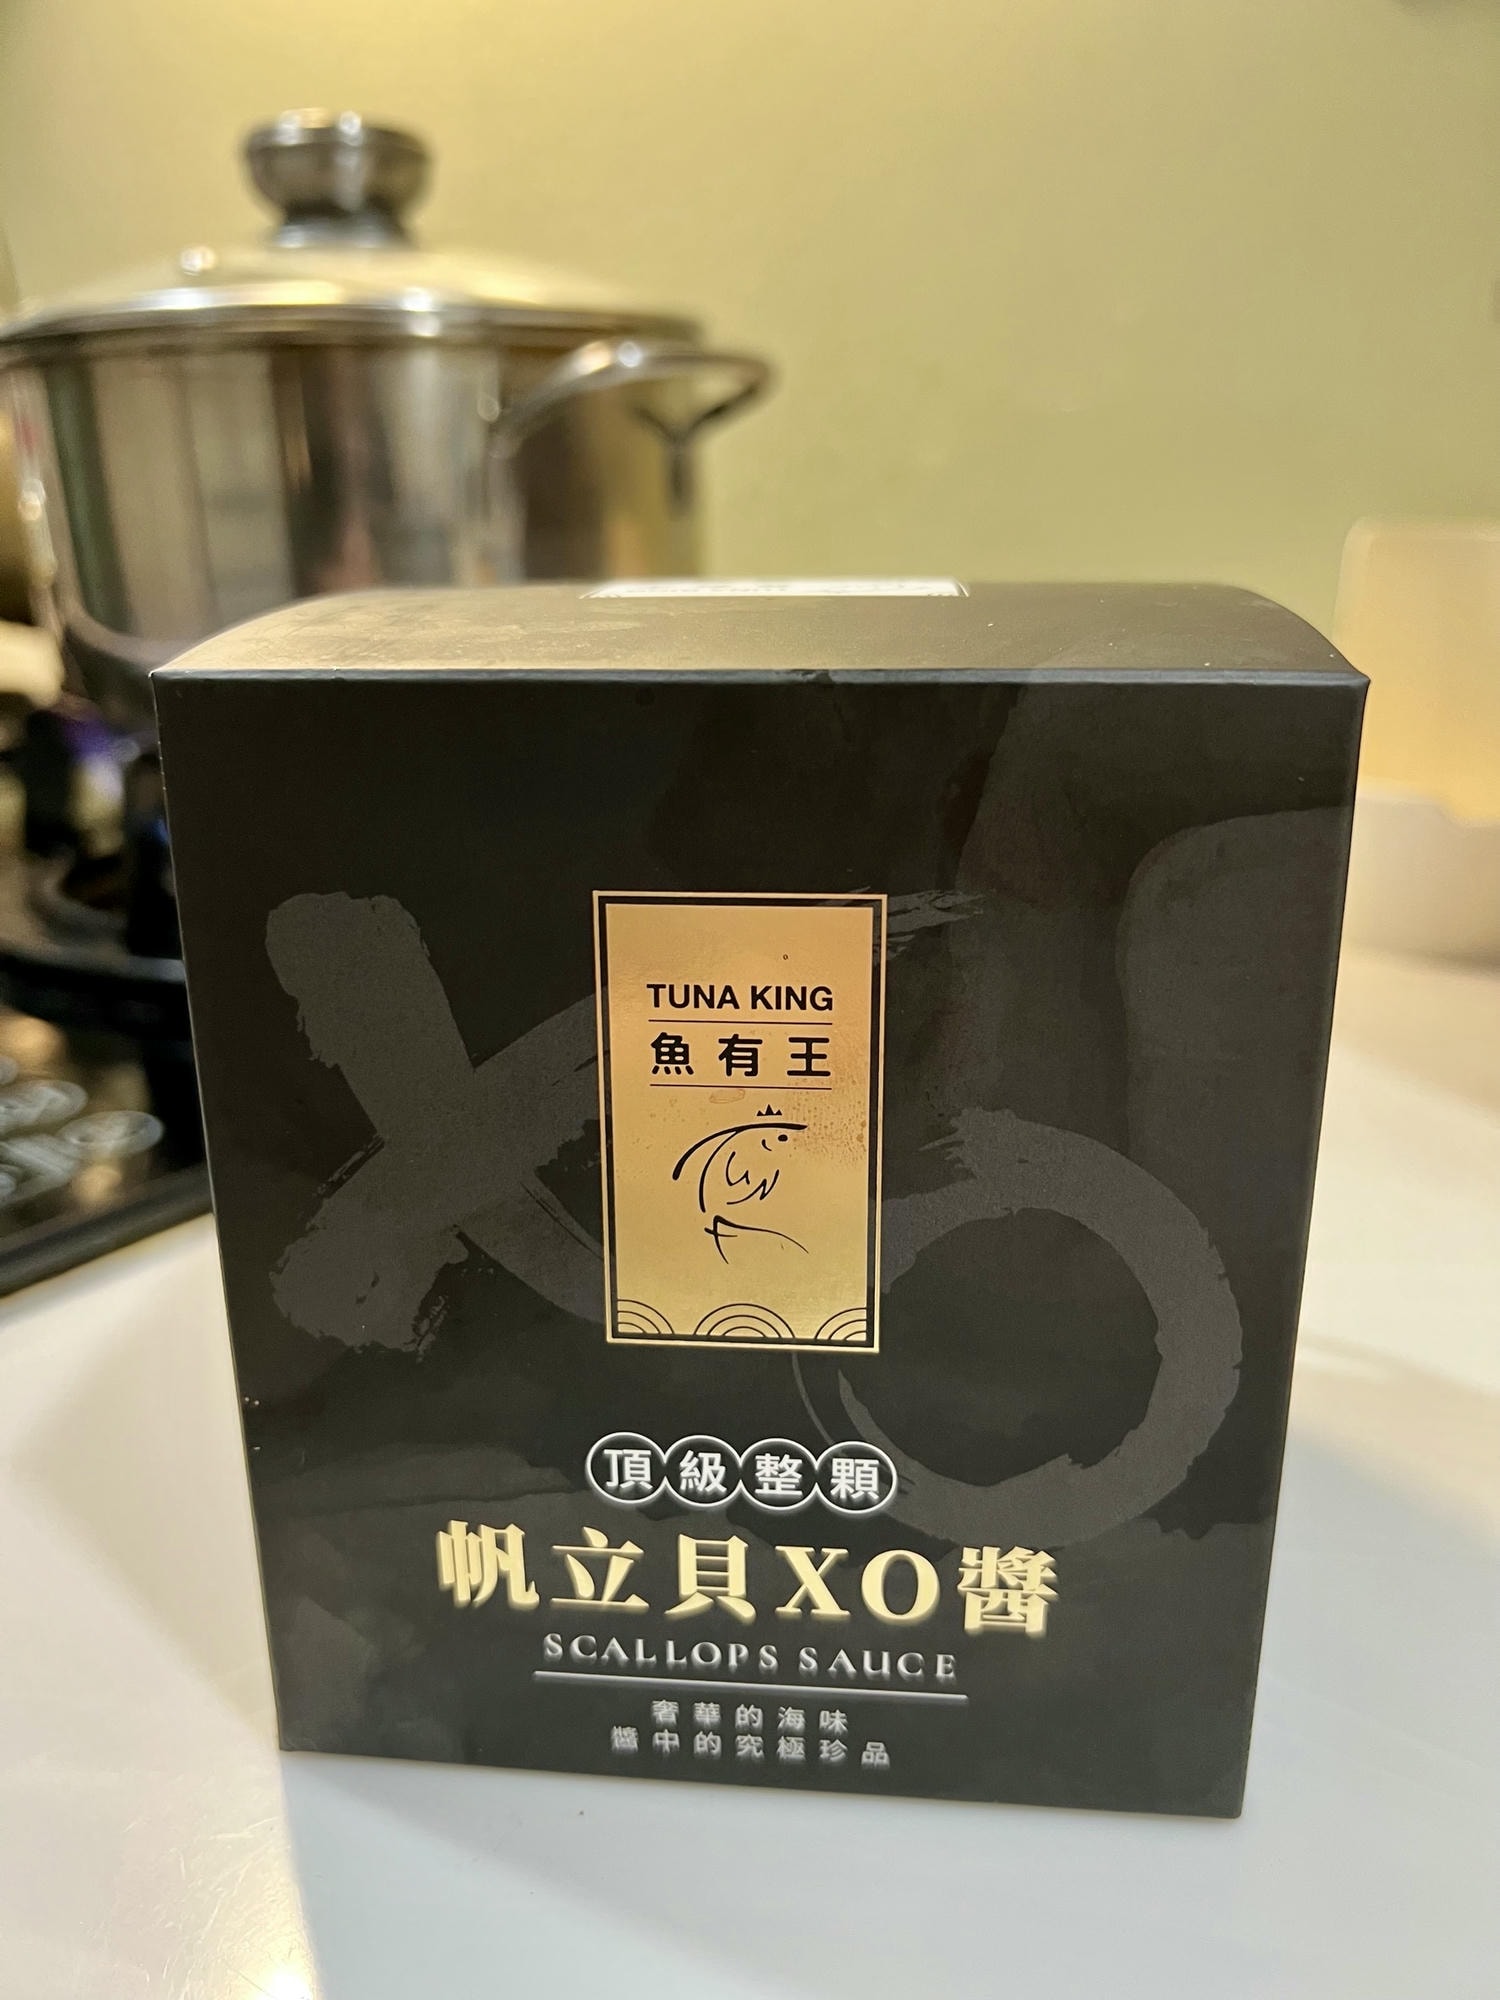 TUNA KING
魚有王
頂級整顆
帆立貝XO醬
SCALLOPS SAUCE
奢華的海味
醬中的究極珍品